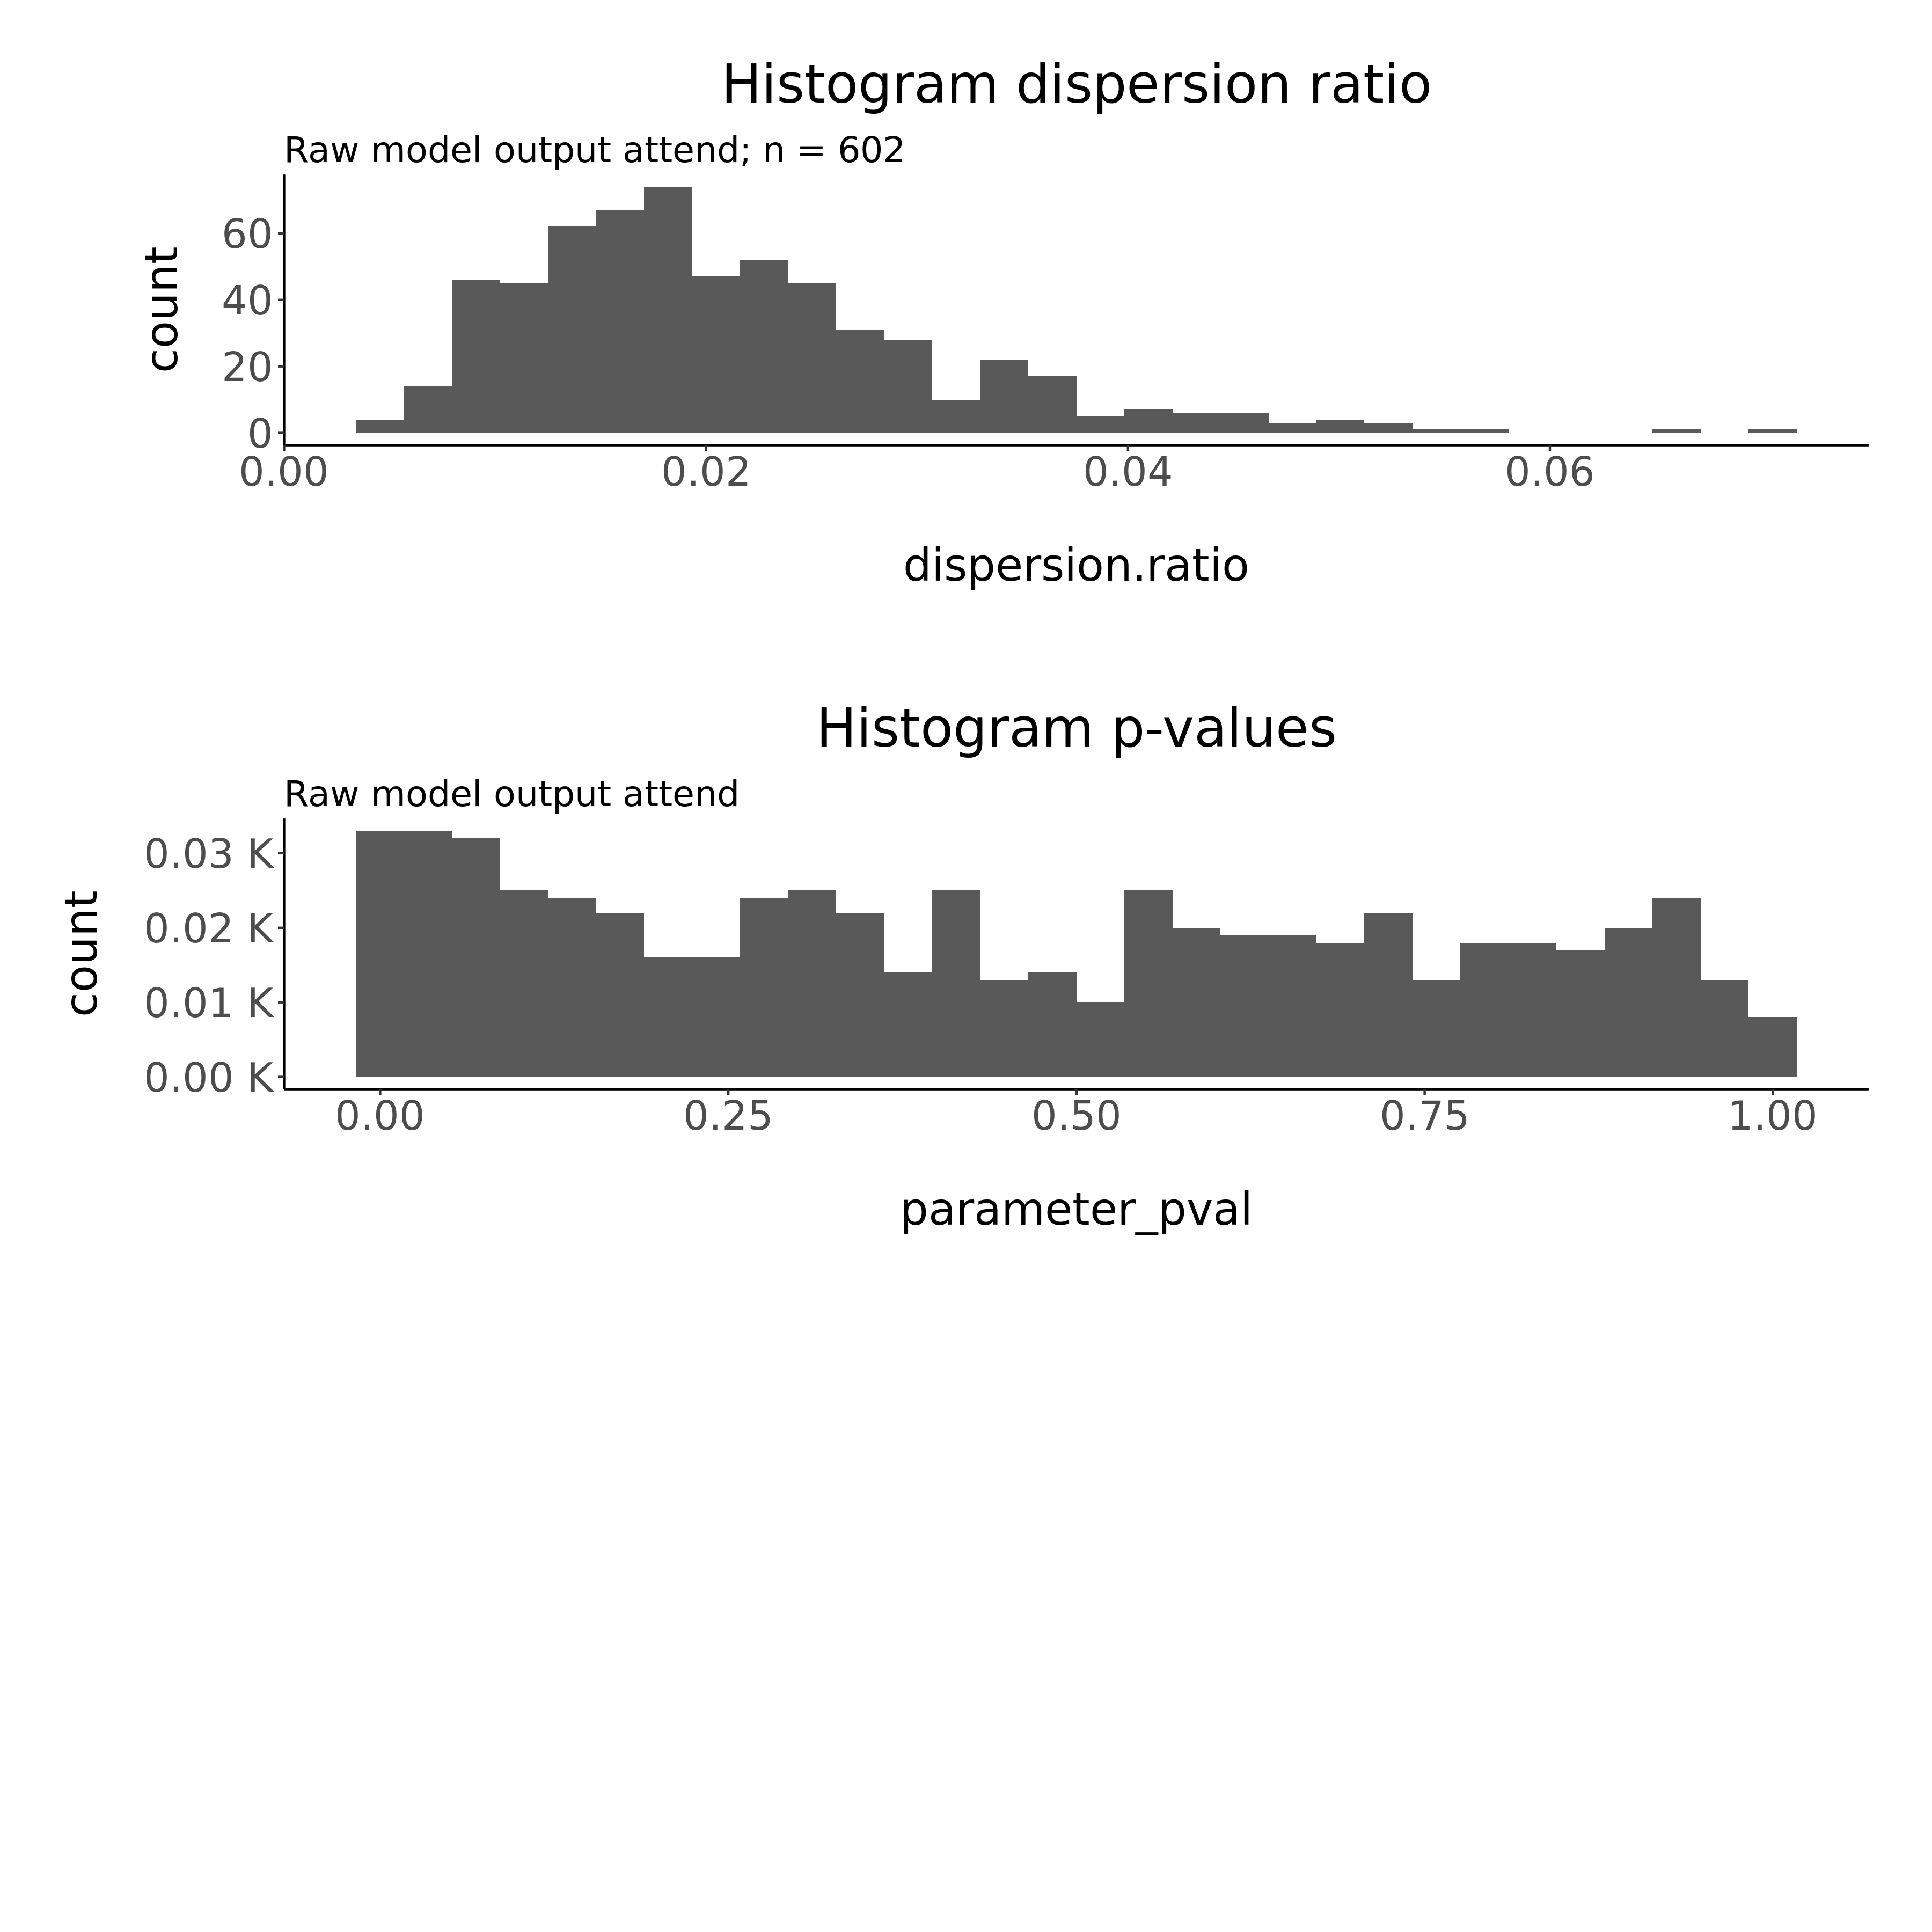 Histogram dispersion ratio
Raw model output attend; n = 602
count
60
40
20
0
0.00 0.02 0.04 0.06
dispersion.ratio
Histogram p-values
Raw model output attend
count
0.03 K
0.02 K
0.01 K
0.00 K
0.00 0.25 0.50 0.75 1.00
parameter_pval